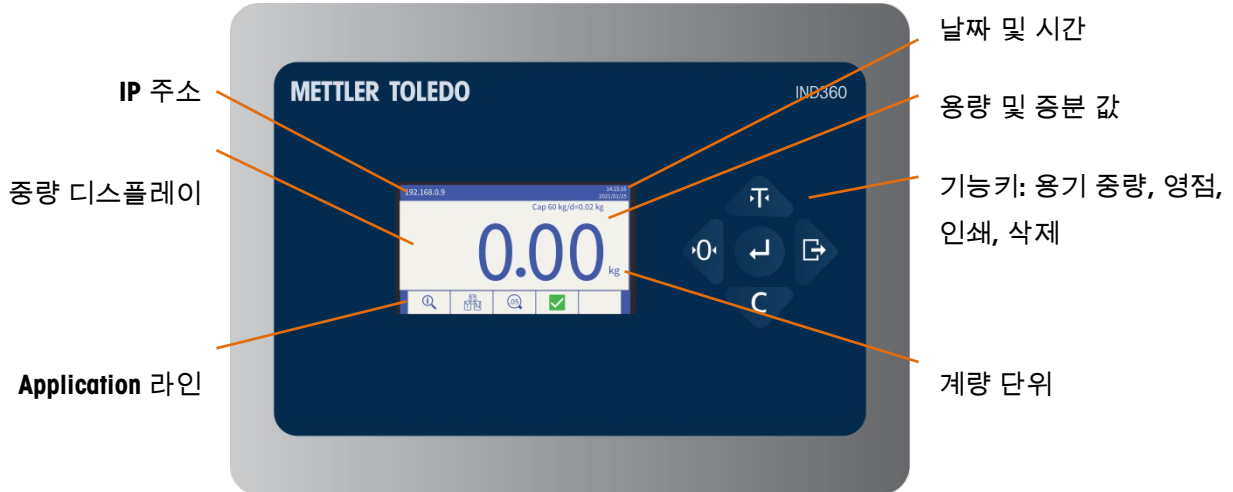 날짜 및 시간
IP 주소
METTLER TOLEDO
IND360
용량 및 증분 값
중량 디스플레이
192.168.0.9
14:15:16
2021/01/25
Cap 60 kg/d=0.02 kg
0.00
kg
T
0
C
기능키: 용기 중량, 영점,
인쇄, 삭제
Application 라인
계량 단위